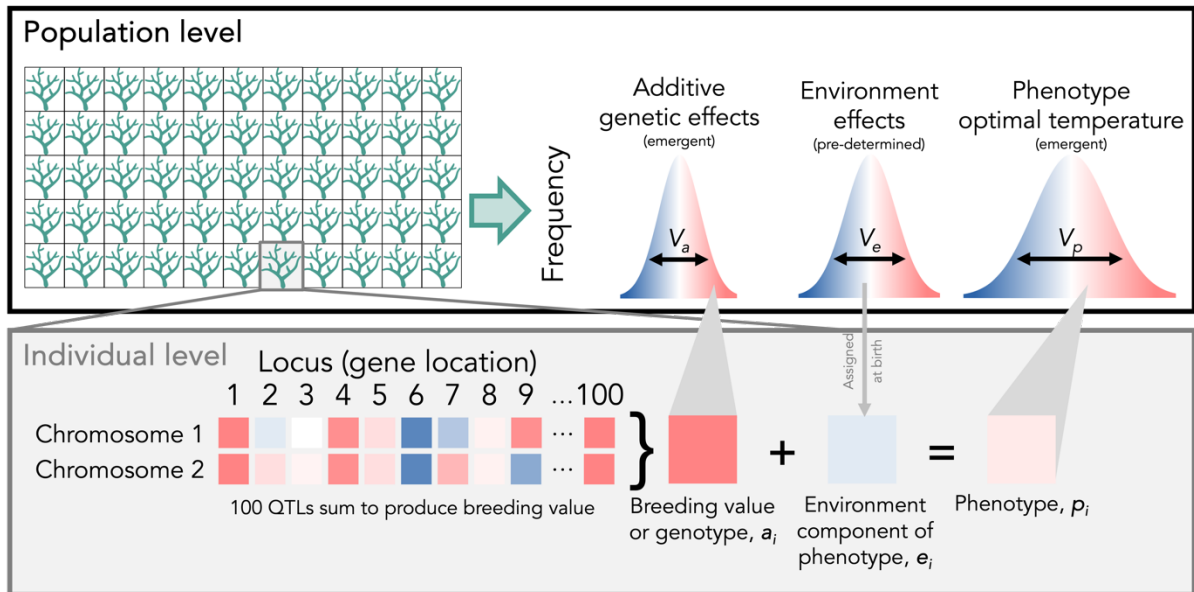 Population level
Frequency
Additive
genetic effects
(emergent)
Environment
effects
(pre-determined)
Phenotype
optimal temperature
(emergent)
Va
Ve
Vp
Individual level
Locus (gene location)
1 2 3 4 5 6 7 8 9 ...100
Chromosome 1
...
Chromosome 2
...
100 QTLs sum to produce breeding value
}
Assigned
at birth
+
=
Breeding value
or genotype, ai
Environment
component of
phenotype, ei
Phenotype, pi